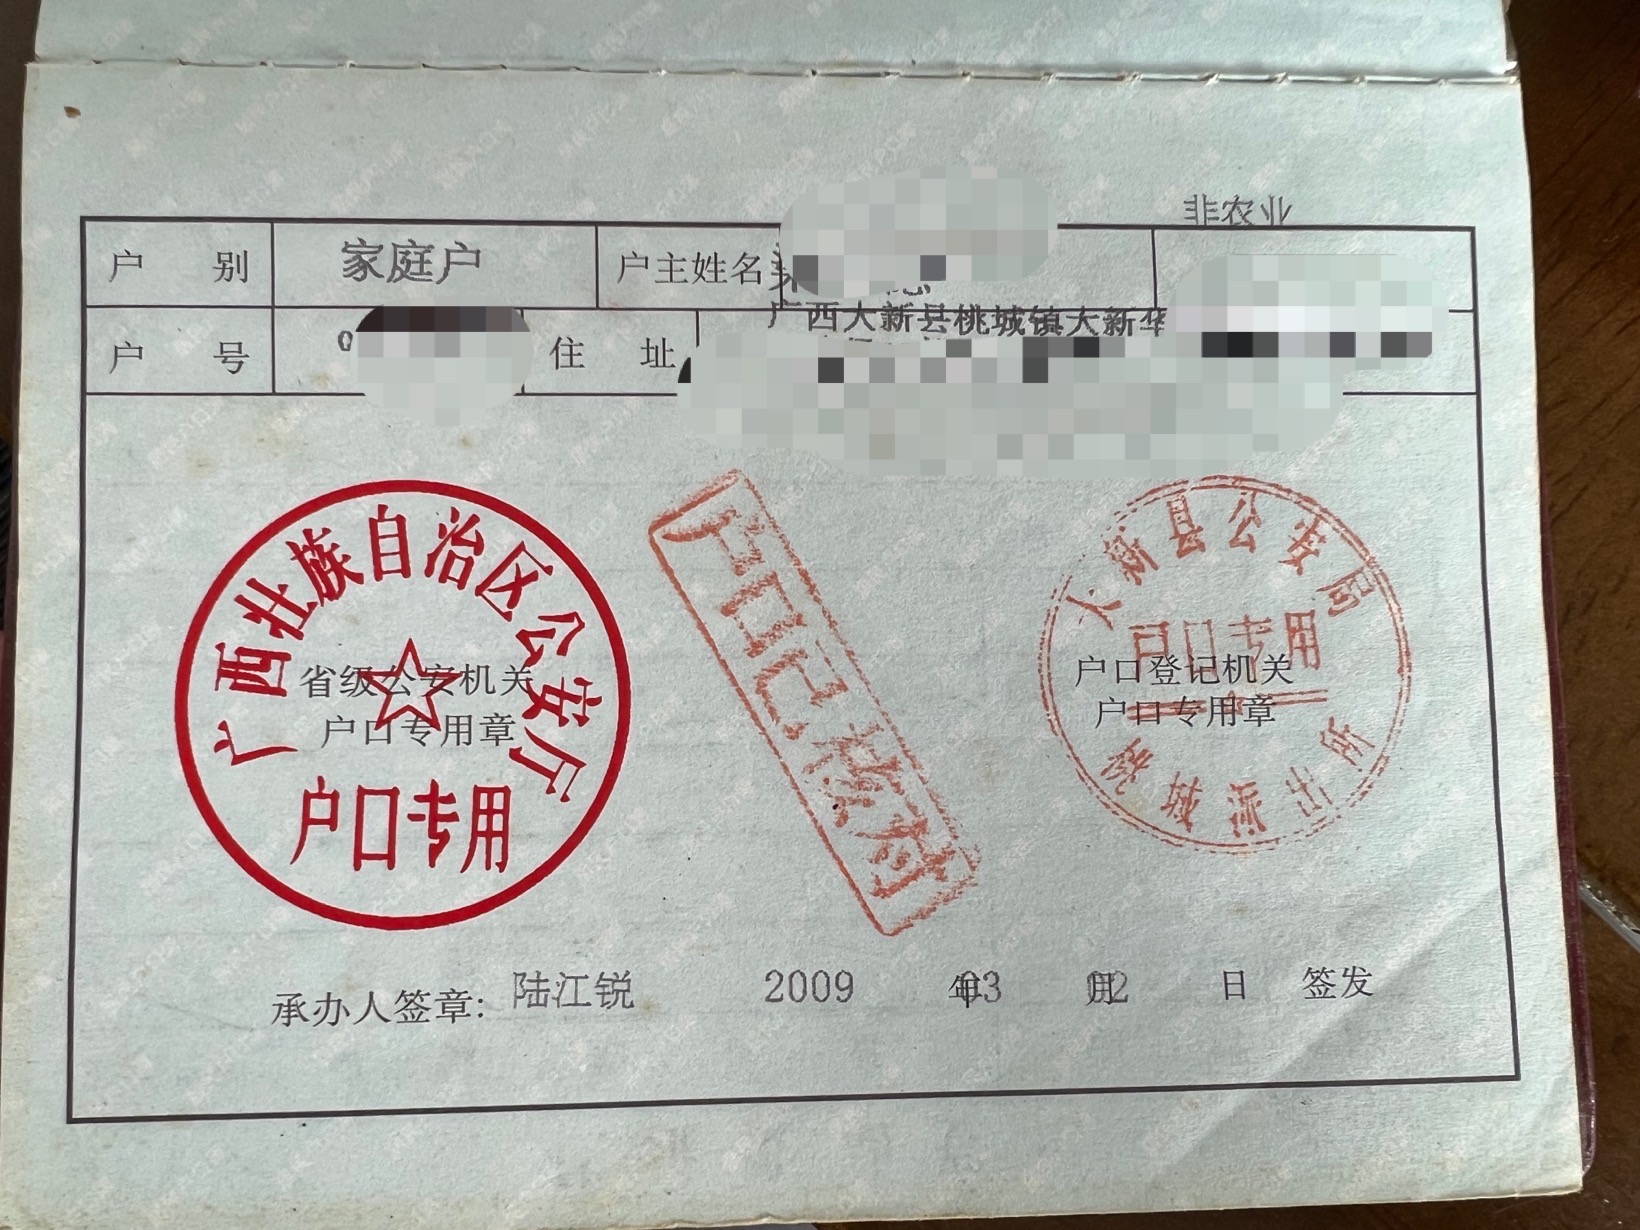 非农业
户 别 家庭户 户主姓名
户 号 0 住 址 广西大新县桃城镇大新华
广西壮族自治区公安厅
户口专用
省级公安机关
户口专用章
户口已核对
大新县公安局
户口专用
桃城派出所
户口登记机关
户口专用章
承办人签章: 陆江锐 2009 年 03 月 02 日 签发